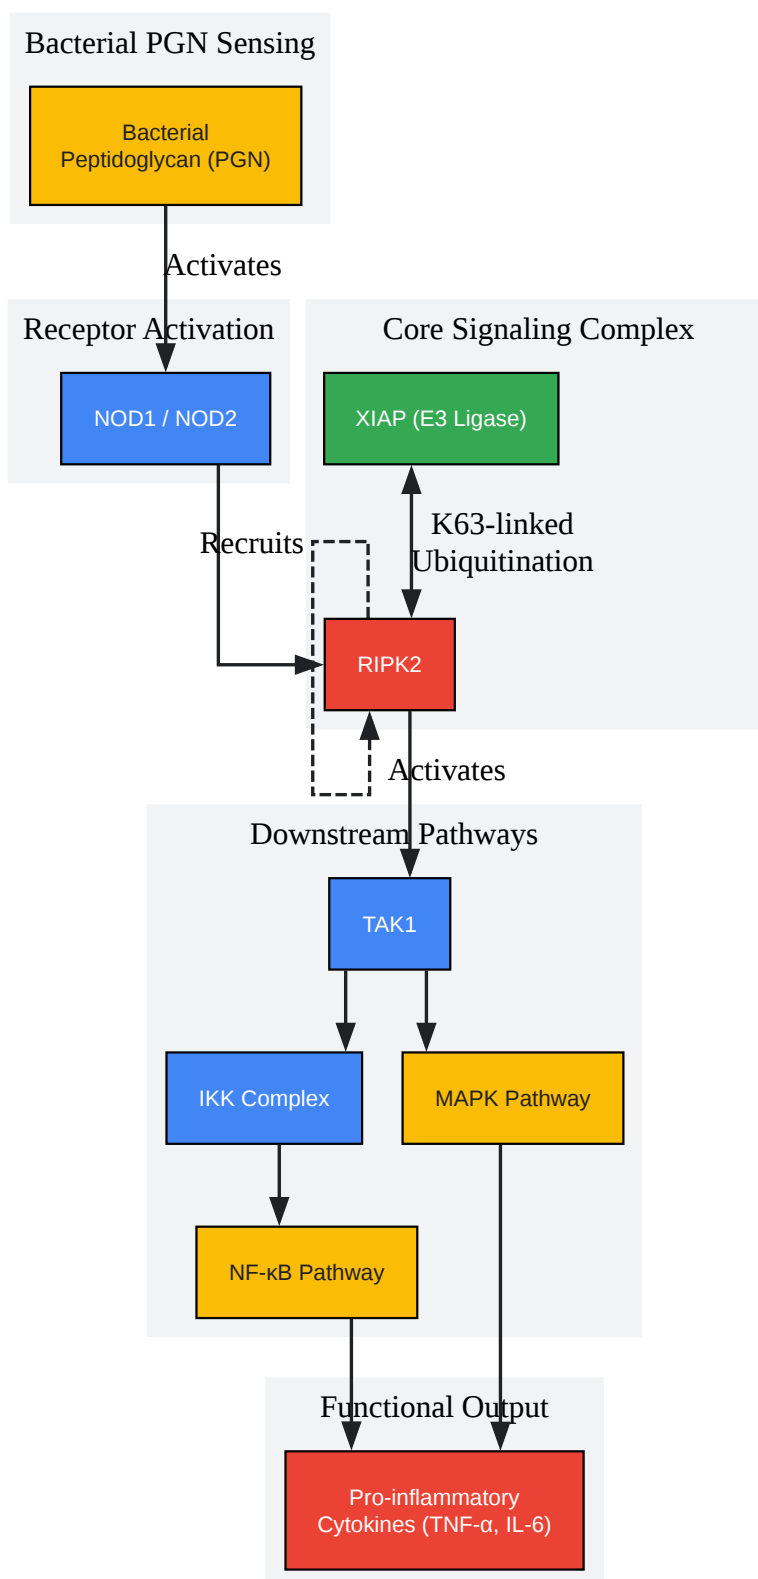 Bacterial PGN Sensing
Bacterial
Peptidoglycan (PGN)
Activates
Receptor Activation
Core Signaling Complex
NOD1 / NOD2
XIAP (E3 Ligase)
Recruits
K63-linked
Ubiquitination
RIPK2
Activates
Downstream Pathways
TAK1
IKK Complex
MAPK Pathway
NF-κB Pathway
Functional Output
Pro-inflammatory
Cytokines (TNF-α, IL-6)